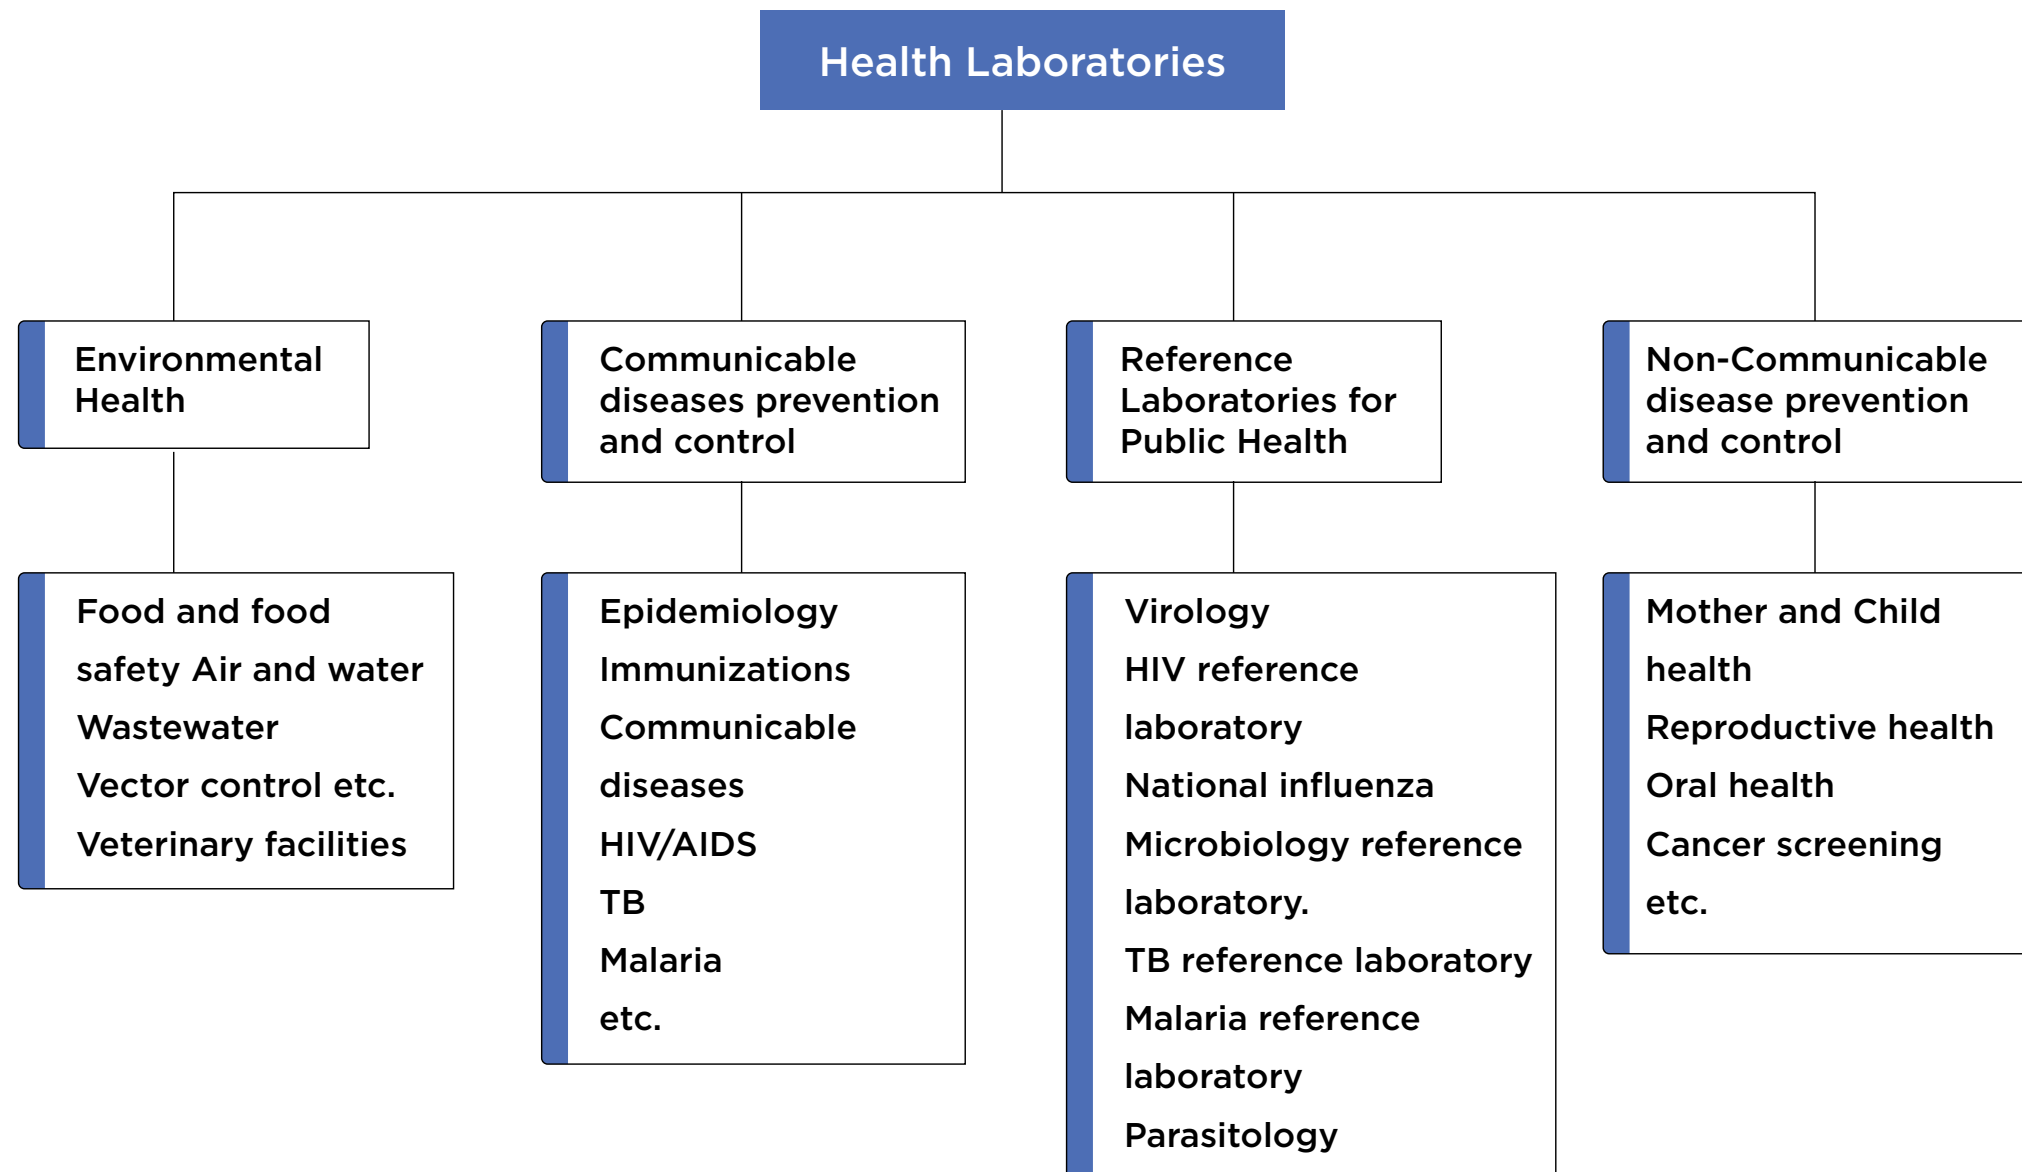 Health Laboratories
Environmental
Health
Communicable
diseases prevention
and control
Reference
Laboratories for
Public Health
Non-Communicable
disease prevention
and control
Food and food
safety Air and water
Wastewater
Vector control etc.
Veterinary facilities
Epidemiology
Immunizations
Communicable
diseases
HIV/AIDS
TB
Malaria
etc.
Virology
HIV reference
laboratory
National influenza
Microbiology reference
laboratory.
TB reference laboratory
Malaria reference
laboratory
Parasitology
Mother and Child
health
Reproductive health
Oral health
Cancer screening
etc.